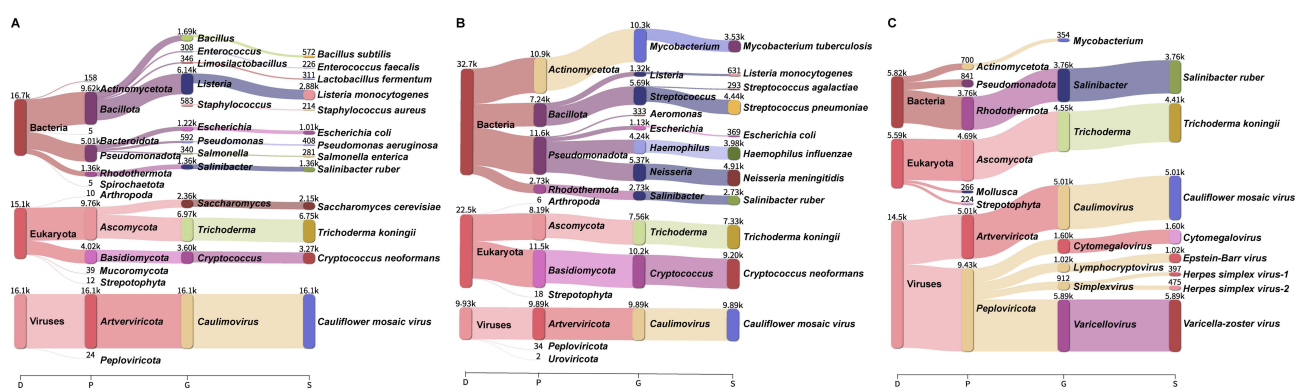 A
16.7k
Bacteria
15.1k
Eukaryota
16.1k
Viruses
158
Actinomycetota
9.62k
Bacillota
5
Bacteroidota
5.01k
Pseudomonadota
1.36k
Rhodothermota
5
Spirochaetota
10
Arthropoda
9.76k
Ascomycota
4.02k
Basidiomycota
39
Mucoromycota
12
Streptophyta
16.1k
Artverviricota
24
Peploviricota
1.69k
Bacillus
308
Enterococcus
346
Limosilactobacillus
6.14k
Listeria
583
Staphylococcus
1.22k
Escherichia
592
Pseudomonas
340
Salmonella
1.36k
Salinibacter
2.36k
Saccharomyces
6.97k
Trichoderma
3.60k
Cryptococcus
16.1k
Caulimovirus
572
Bacillus subtilis
226
Enterococcus faecalis
311
Lactobacillus fermentum
2.88k
Listeria monocytogenes
214
Staphylococcus aureus
1.01k
Escherichia coli
408
Pseudomonas aeruginosa
281
Salmonella enterica
1.36k
Salinibacter ruber
2.15k
Saccharomyces cerevisiae
6.75k
Trichoderma koningii
3.27k
Cryptococcus neoformans
16.1k
Cauliflower mosaic virus
D P G S
B
32.7k
Bacteria
22.5k
Eukaryota
9.93k
Viruses
10.9k
Actinomycetota
7.24k
Bacillota
11.6k
Pseudomonadota
2.73k
Rhodothermota
6
Arthropoda
8.19k
Ascomycota
11.5k
Basidiomycota
18
Streptophyta
9.89k
Artverviricota
34
Peploviricota
2
Uroviricota
10.3k
Mycobacterium
1.32k
Listeria
5.69k
Streptococcus
333
Aeromonas
1.13k
Escherichia
4.24k
Haemophilus
5.37k
Neisseria
2.73k
Salinibacter
7.56k
Trichoderma
10.2k
Cryptococcus
9.89k
Caulimovirus
3.53k
Mycobacterium tuberculosis
631
Listeria monocytogenes
293
Streptococcus agalactiae
4.44k
Streptococcus pneumoniae
369
Escherichia coli
3.98k
Haemophilus influenzae
4.91k
Neisseria meningitidis
2.73k
Salinibacter ruber
7.33k
Trichoderma koningii
9.20k
Cryptococcus neoformans
9.89k
Cauliflower mosaic virus
D P G S
C
5.82k
Bacteria
5.59k
Eukaryota
14.5k
Viruses
700
Actinomycetota
841
Pseudomonadota
3.76k
Rhodothermota
4.69k
Ascomycota
266
Mollusca
224
Strepotophyta
5.01k
Artverviricota
9.43k
Peploviricota
354
Mycobacterium
3.76k
Salinibacter
4.55k
Trichoderma
5.01k
Caulimovirus
1.60k
Cytomegalovirus
1.02k
Lymphocryptovirus
912
Simplexvirus
5.89k
Varicellovirus
3.76k
Salinibacter ruber
4.41k
Trichoderma koningii
5.01k
Cauliflower mosaic virus
1.60k
Cytomegalovirus
1.02k
Epstein-Barr virus
397
Herpes simplex virus-1
475
Herpes simplex virus-2
5.89k
Varicella-zoster virus
D P G S